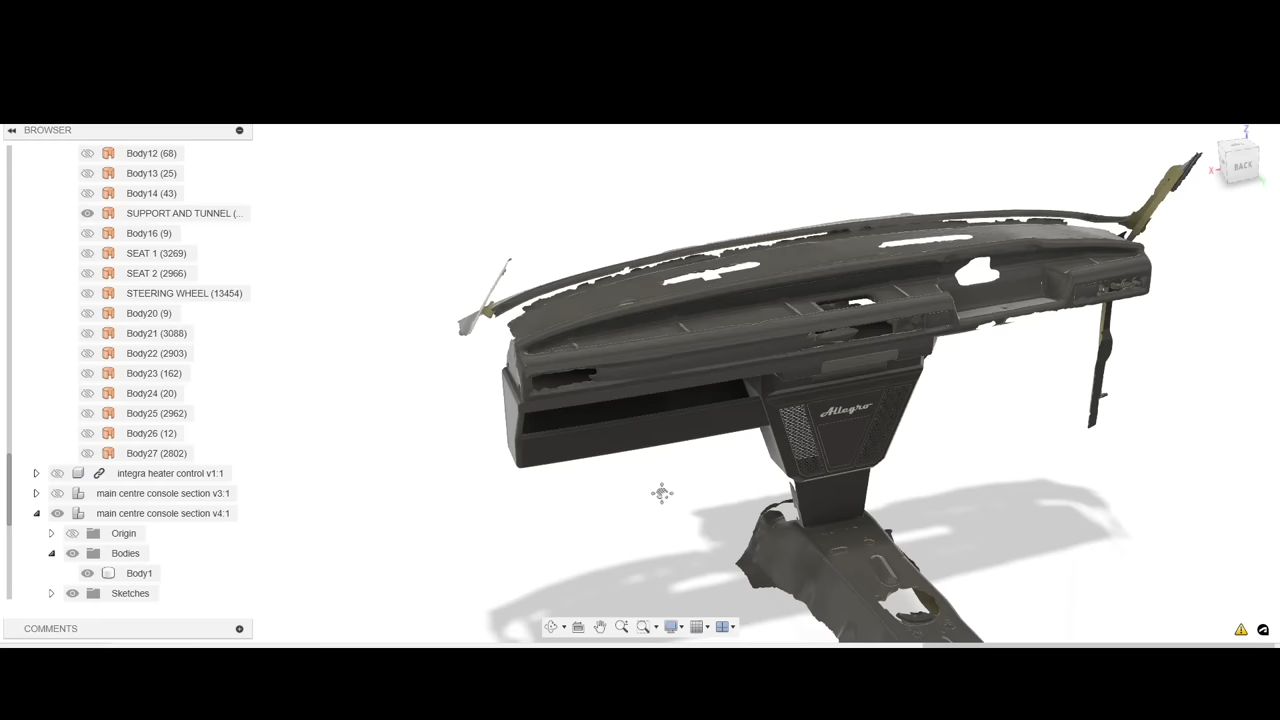 BROWSER
Body12 (68)
Body13 (25)
Body14 (43)
SUPPORT AND TUNNEL (...
Body16 (9)
SEAT 1 (3269)
SEAT 2 (2966)
STEERING WHEEL (13454)
Body20 (9)
Body21 (3088)
Body22 (2903)
Body23 (162)
Body24 (20)
Body25 (2962)
Body26 (12)
Body27 (2802)
integra heater control v1:1
main centre console section v3:1
main centre console section v4:1
Origin
Bodies
Body1
Sketches
COMMENTS
Allegro
Z
X
BACK
Y